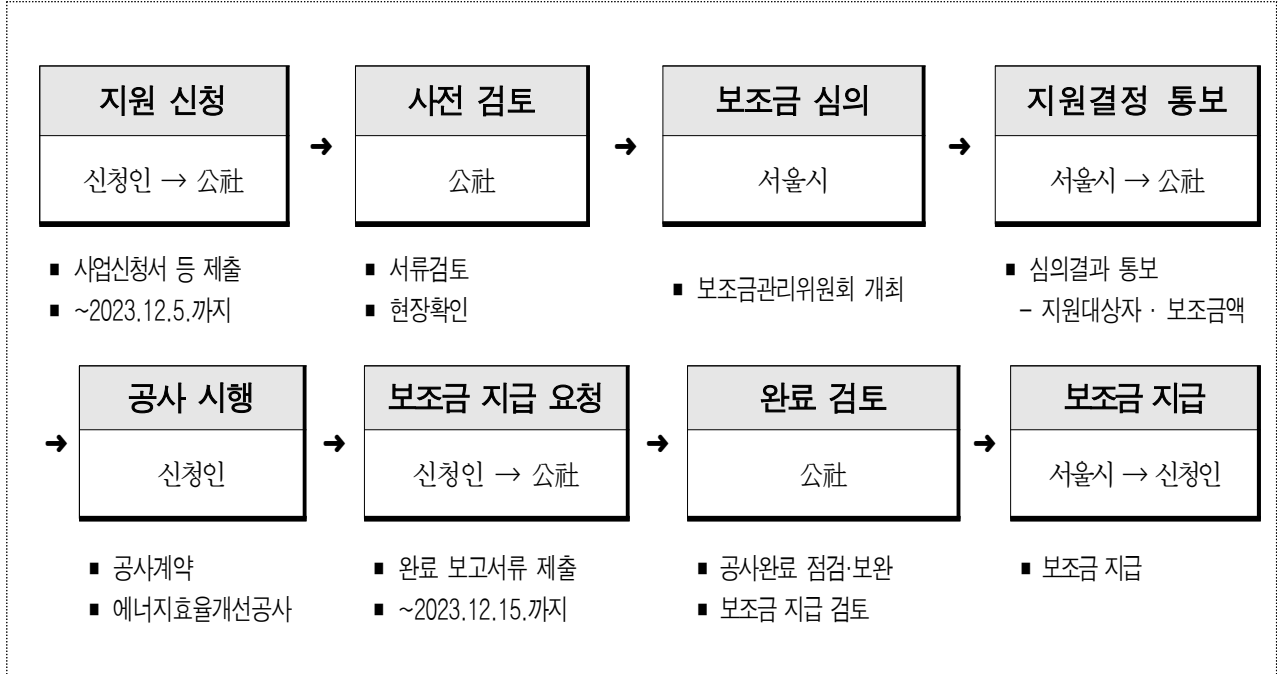 지원 신청
신청인 → 公社
■ 사업신청서 등 제출
■ ~2023.12.5.까지
➜
사전 검토
公社
■ 서류검토
■ 현장확인
➜
보조금 심의
서울시
■ 보조금관리위원회 개최
➜
지원결정 통보
서울시 → 公社
■ 심의결과 통보
- 지원대상자 · 보조금액
➜
공사 시행
신청인
■ 공사계약
■ 에너지효율개선공사
➜
보조금 지급 요청
신청인 → 公社
■ 완료 보고서류 제출
■ ~2023.12.15.까지
➜
완료 검토
公社
■ 공사완료 점검·보완
■ 보조금 지급 검토
➜
보조금 지급
서울시 → 신청인
■ 보조금 지급